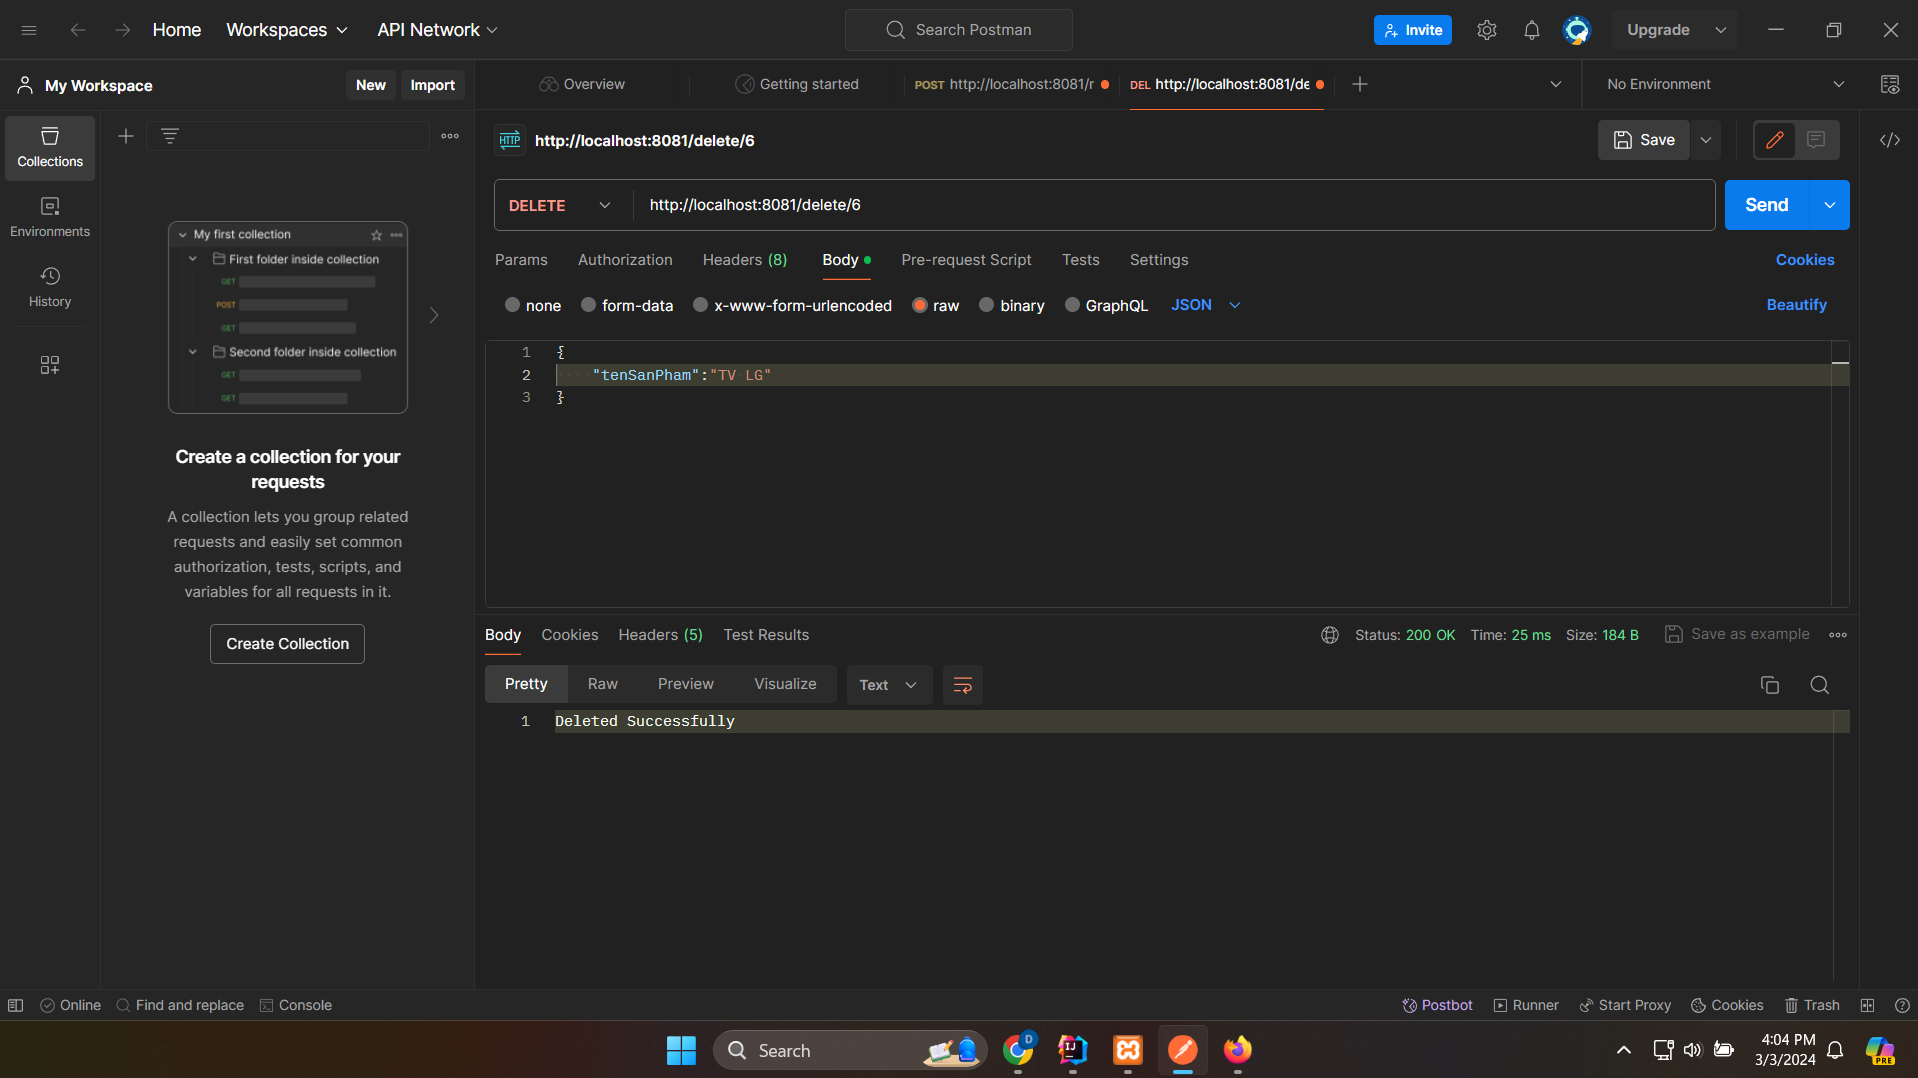 Home
Workspaces
API Network
Search Postman
Invite
Upgrade
My Workspace
New
Import
Overview
Getting started
POST http://localhost:8081/r
DEL http://localhost:8081/de
No Environment
Collections
Environments
History
HTTP
http://localhost:8081/delete/6
Save
DELETE
http://localhost:8081/delete/6
Send
Params
Authorization
Headers (8)
Body
Pre-request Script
Tests
Settings
Cookies
none
form-data
x-www-form-urlencoded
raw
binary
GraphQL
JSON
Beautify
1 {
2 "tenSanPham":"TV LG"
3 }
My first collection
First folder inside collection
GET
POST
GET
Second folder inside collection
GET
GET
Create a collection for your
requests
A collection lets you group related
requests and easily set common
authorization, tests, scripts, and
variables for all requests in it.
Create Collection
Body
Cookies
Headers (5)
Test Results
Status: 200 OK
Time: 25 ms
Size: 184 B
Save as example
Pretty
Raw
Preview
Visualize
Text
1 Deleted Successfully
Online
Find and replace
Console
Postbot
Runner
Start Proxy
Cookies
Trash
Search
D
IJ
4:04 PM
3/3/2024
PRE